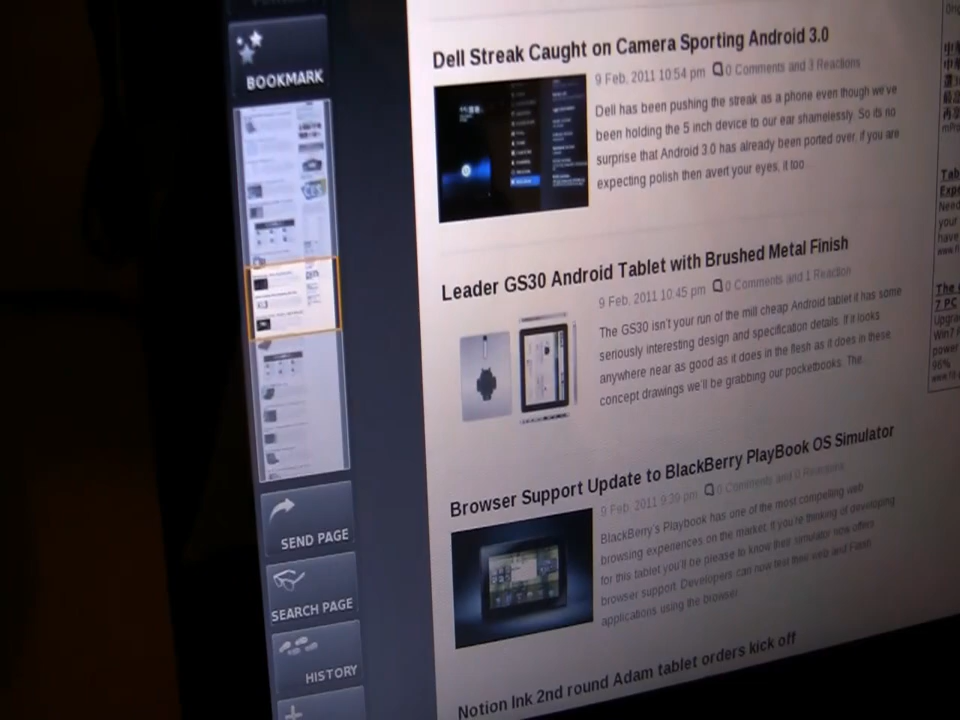 BOOKMARK
SEND PAGE
SEARCH PAGE
HISTORY
Dell Streak Caught on Camera Sporting Android 3.0
9 Feb, 2011 10:54 pm 0 Comments and 3 Reactions
Dell has been pushing the streak as a phone even though we've
been holding the 5 inch device to our ear shamelessly. So its no
surprise that Android 3.0 has already been ported over. if you are
expecting polish then avert your eyes, it too
Leader GS30 Android Tablet with Brushed Metal Finish
9 Feb, 2011 10:45 pm 0 Comments and 1 Reaction
The GS30 isn't your run of the mill cheap Android tablet it has some
seriously interesting design and specification details. If it looks
anywhere near as good as it does in the flesh as it does in these
concept drawings we'll be grabbing our pocketbooks. The...
Browser Support Update to BlackBerry PlayBook OS Simulator
9 Feb, 2011 9:39 pm 0 Comments and 0 Reactions
BlackBerry's Playbook has one of the most compelling web
browsing experiences on the market. If you're thinking of developing
for this tablet you'll be please to know their simulator now offers
browser support. Developers can now test their web and Flash
applications using the browser.
Notion Ink 2nd round Adam tablet orders kick off
Need
your
have
The
7 PC
Upgra
Win7
power
96%